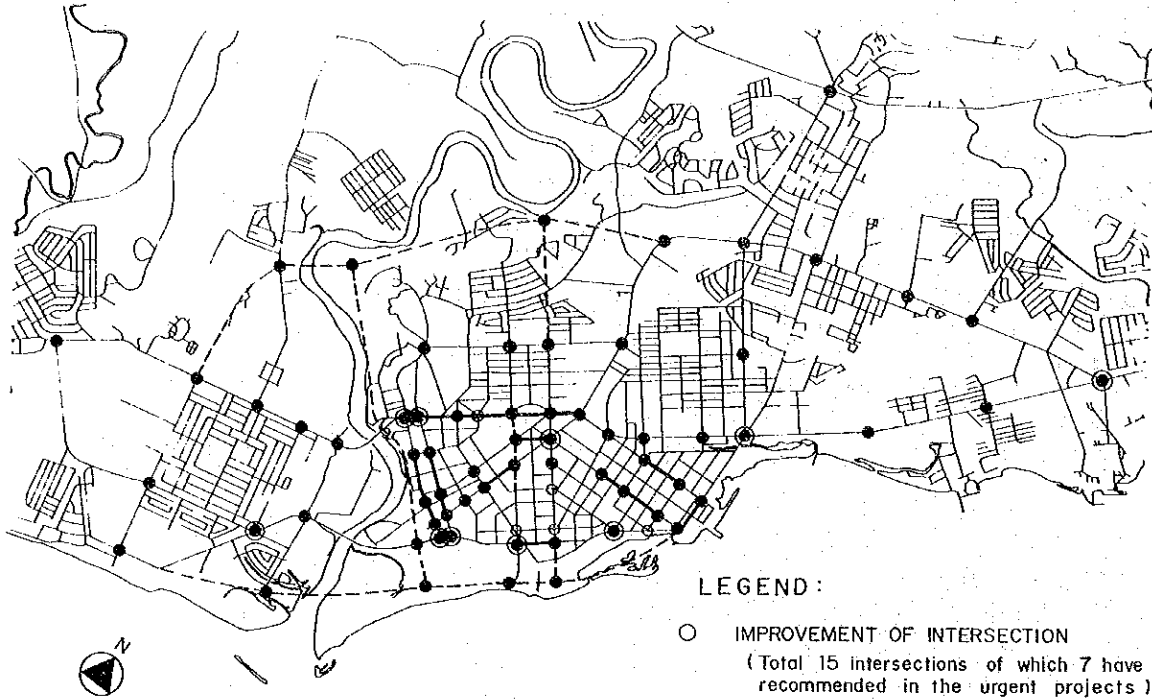 N
LEGEND :
IMPROVEMENT OF INTERSECTION
( Total 15 intersections of which 7 have
recommended in the urgent projects )